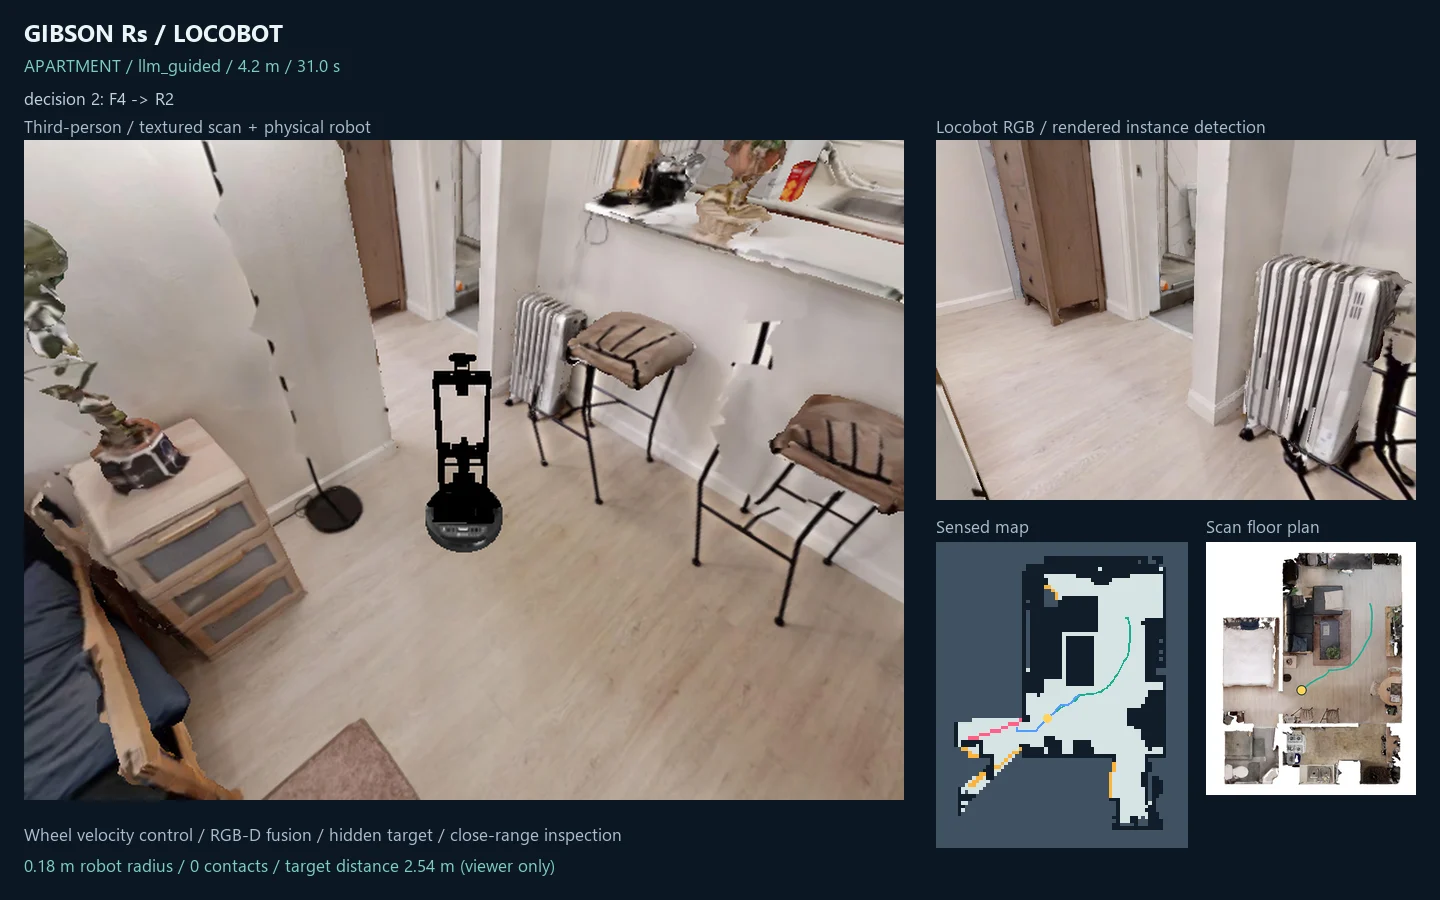 GIBSON Rs / LOCOBOT
APARTMENT / llm_guided / 4.2 m / 31.0 s
decision 2: F4 -> R2
Third-person / textured scan + physical robot
Locobot RGB / rendered instance detection
Sensed map
Scan floor plan
Wheel velocity control / RGB-D fusion / hidden target / close-range inspection
0.18 m robot radius / 0 contacts / target distance 2.54 m (viewer only)